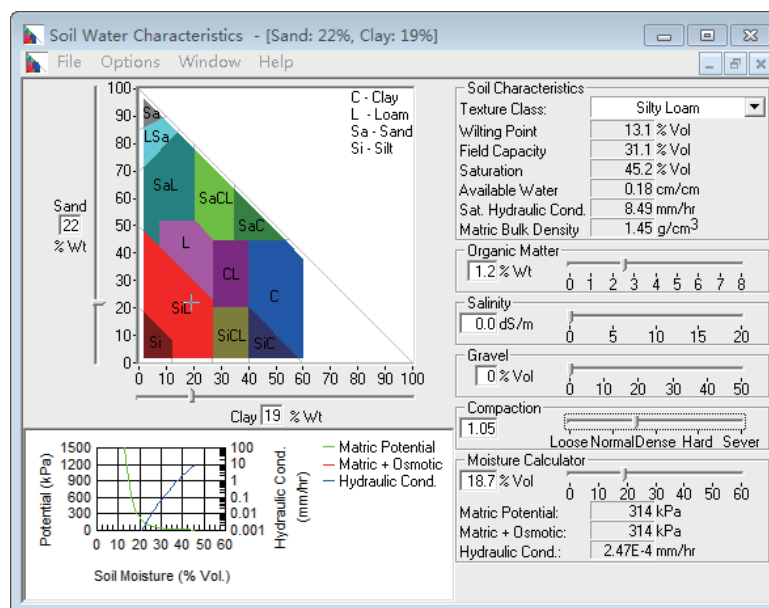 Soil Water Characteristics - [Sand: 22%, Clay: 19%]
File Options Window Help
100
90
80
70
60
50
40
30
20
10
0
Sand
22
% Wt
C - Clay
L - Loam
Sa - Sand
Si - Silt
Sa
LSa
SaL
SaCL
SaC
L
CL
C
SiL
Si
SiCL
SiC
0 10 20 30 40 50 60 70 80 90 100
Clay 19 % Wt
Soil Characteristics
Texture Class: Silty Loam
Wilting Point 13.1 % Vol
Field Capacity 31.1 % Vol
Saturation 45.2 % Vol
Available Water 0.18 cm/cm
Sat. Hydraulic Cond. 8.49 mm/hr
Matric Bulk Density 1.45 g/cm3
Organic Matter
1.2 % Wt
0 1 2 3 4 5 6 7 8
Salinity
0.0 dS/m
0 5 10 15 20
Gravel
0 % Vol
0 10 20 30 40 50
Compaction
1.05
Loose Normal Dense Hard Sever
Moisture Calculator
18.7 % Vol
0 10 20 30 40 50 60
Matric Potential: 314 kPa
Matric + Osmotic: 314 kPa
Hydraulic Cond.: 2.47E-4 mm/hr
Potential (kPa)
1500
1200
900
600
300
0
0 10 20 30 40 50 60
Soil Moisture (% Vol.)
100
10
1
0.1
0.01
0.001
Hydraulic Cond.
(mm/hr)
Matric Potential
Matric + Osmotic
Hydraulic Cond.